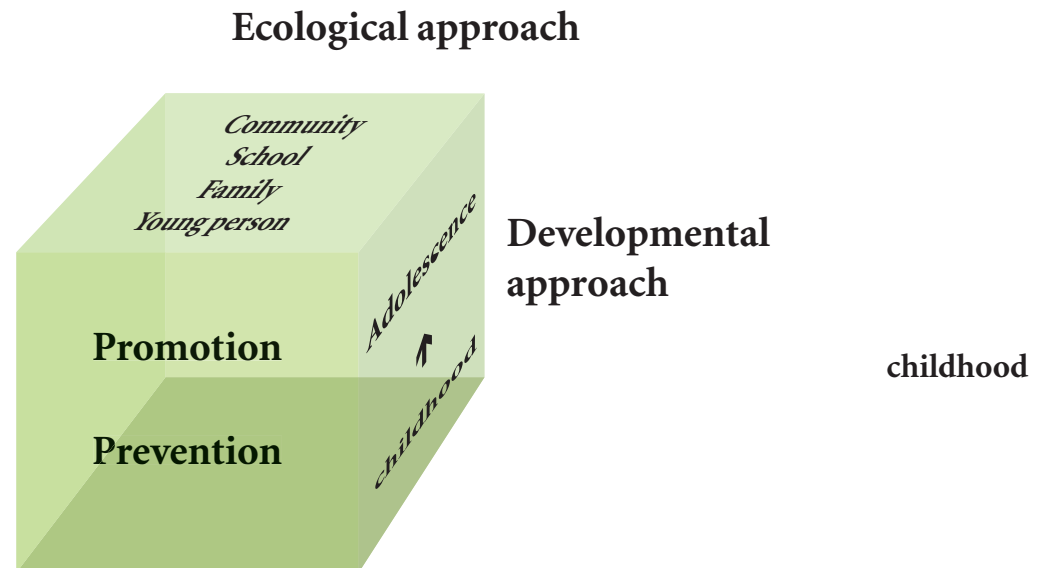 Ecological approach
Community
School
Family
Young person
Adolescence
Developmental
approach
Promotion
childhood
childhood
Prevention